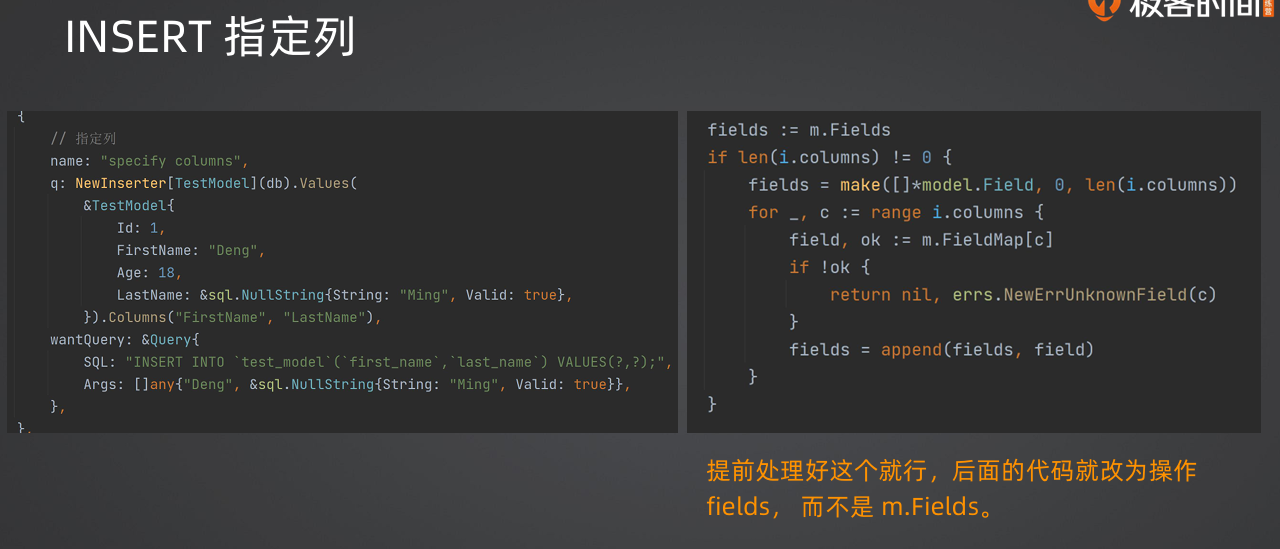 INSERT 指定列
极客时间
{
// 指定列
name: "specify columns",
q: NewInserter[TestModel](db).Values(
&TestModel{
Id: 1,
FirstName: "Deng",
Age: 18,
LastName: &sql.NullString{String: "Ming", Valid: true},
}).Columns("FirstName", "LastName"),
wantQuery: &Query{
SQL: "INSERT INTO `test_model`(`first_name`,`last_name`) VALUES(?,?);",
Args: []any{"Deng", &sql.NullString{String: "Ming", Valid: true}},
},
},
fields := m.Fields
if len(i.columns) != 0 {
fields = make([]*model.Field, 0, len(i.columns))
for _, c := range i.columns {
field, ok := m.FieldMap[c]
if !ok {
return nil, errs.NewErrUnknownField(c)
}
fields = append(fields, field)
}
}
提前处理好这个就行，后面的代码就改为操作
fields， 而不是 m.Fields。